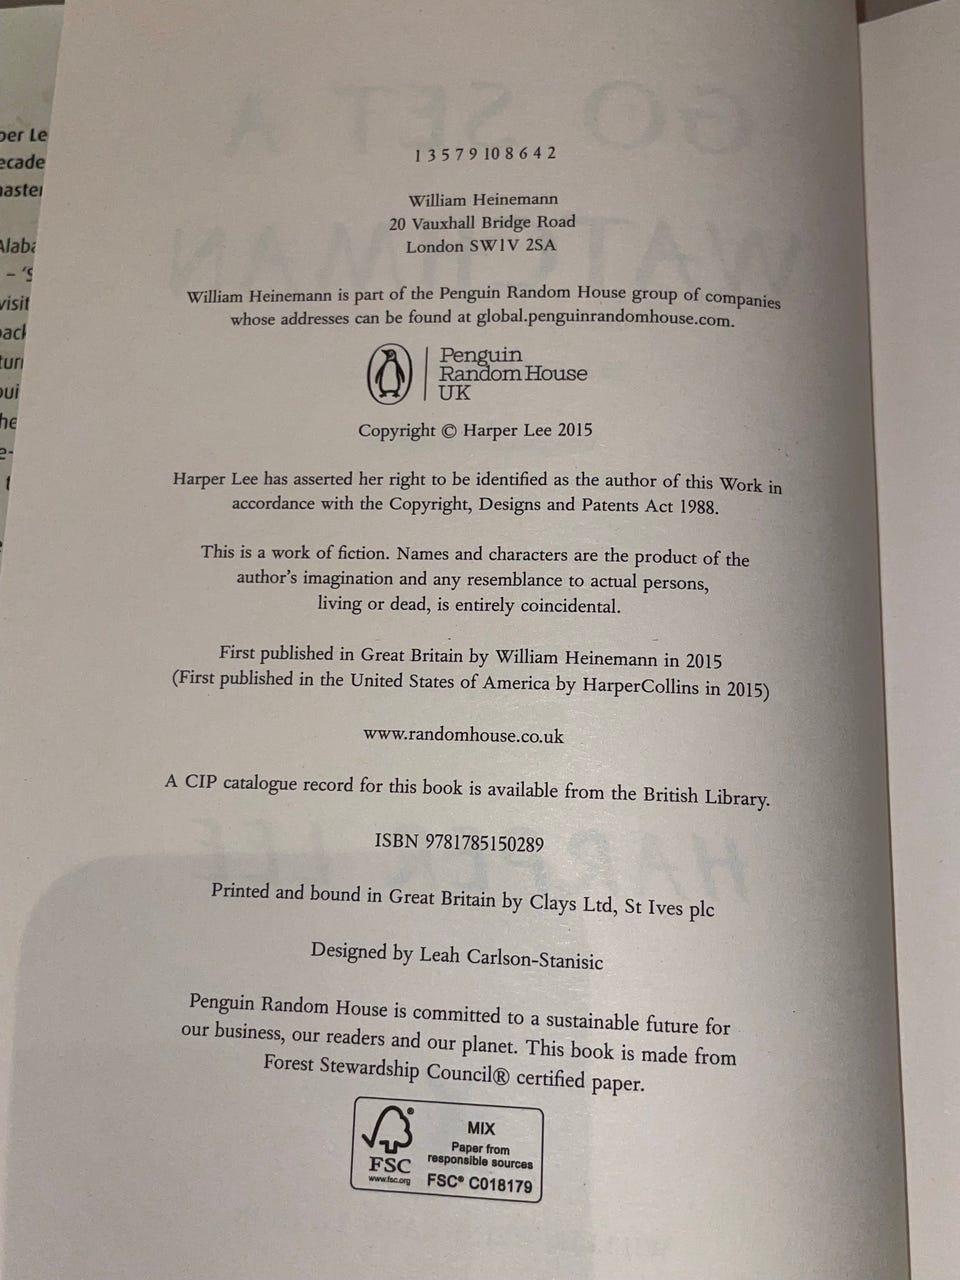 1 3 5 7 9 10 8 6 4 2
William Heinemann
20 Vauxhall Bridge Road
London SW1V 2SA
William Heinemann is part of the Penguin Random House group of companies
whose addresses can be found at global.penguinrandomhouse.com.
Penguin
Random House
UK
Copyright © Harper Lee 2015
Harper Lee has asserted her right to be identified as the author of this Work in
accordance with the Copyright, Designs and Patents Act 1988.
This is a work of fiction. Names and characters are the product of the
author's imagination and any resemblance to actual persons,
living or dead, is entirely coincidental.
First published in Great Britain by William Heinemann in 2015
(First published in the United States of America by HarperCollins in 2015)
www.randomhouse.co.uk
A CIP catalogue record for this book is available from the British Library.
ISBN 9781785150289
Printed and bound in Great Britain by Clays Ltd, St Ives plc
Designed by Leah Carlson-Stanisic
Penguin Random House is committed to a sustainable future for
our business, our readers and our planet. This book is made from
Forest Stewardship Council® certified paper.
®
FSC
www.fsc.org
MIX
Paper from
responsible sources
FSC® C018179
GO SET A
WATCHMAN
HARPER LEE